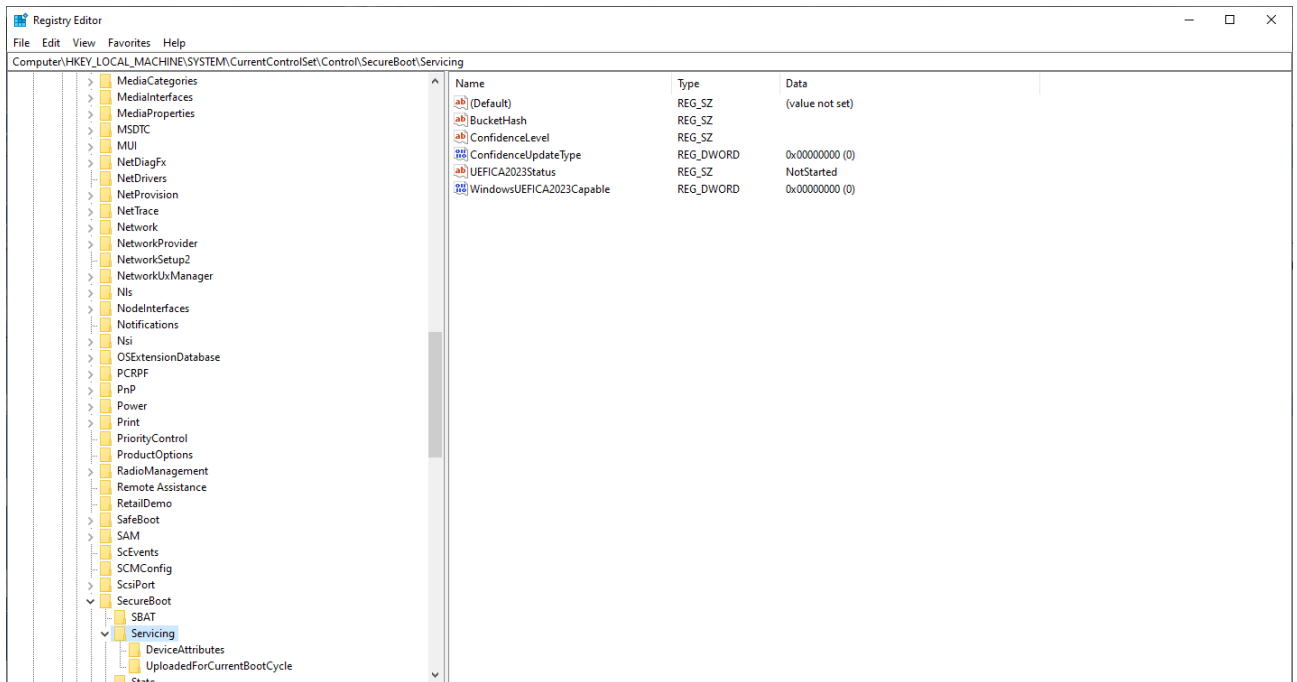 Registry Editor
File Edit View Favorites Help
Computer\HKEY_LOCAL_MACHINE\SYSTEM\CurrentControlSet\Control\SecureBoot\Servicing
MediaCategories
MediaInterfaces
MediaProperties
MSDTC
MUI
NetDiagFx
NetDrivers
NetProvision
NetTrace
Network
NetworkProvider
NetworkSetup2
NetworkUxManager
Nls
NodeInterfaces
Notifications
Nsi
OSExtensionDatabase
PCRPF
PnP
Power
Print
PriorityControl
ProductOptions
RadioManagement
Remote Assistance
RetailDemo
SafeBoot
SAM
ScEvents
SCMConfig
ScsiPort
SecureBoot
SBAT
Servicing
DeviceAttributes
UploadedForCurrentBootCycle
State
Name Type Data
(Default) REG_SZ (value not set)
BucketHash REG_SZ
ConfidenceLevel REG_SZ
ConfidenceUpdateType REG_DWORD 0x00000000 (0)
UEFICA2023Status REG_SZ NotStarted
WindowsUEFICA2023Capable REG_DWORD 0x00000000 (0)